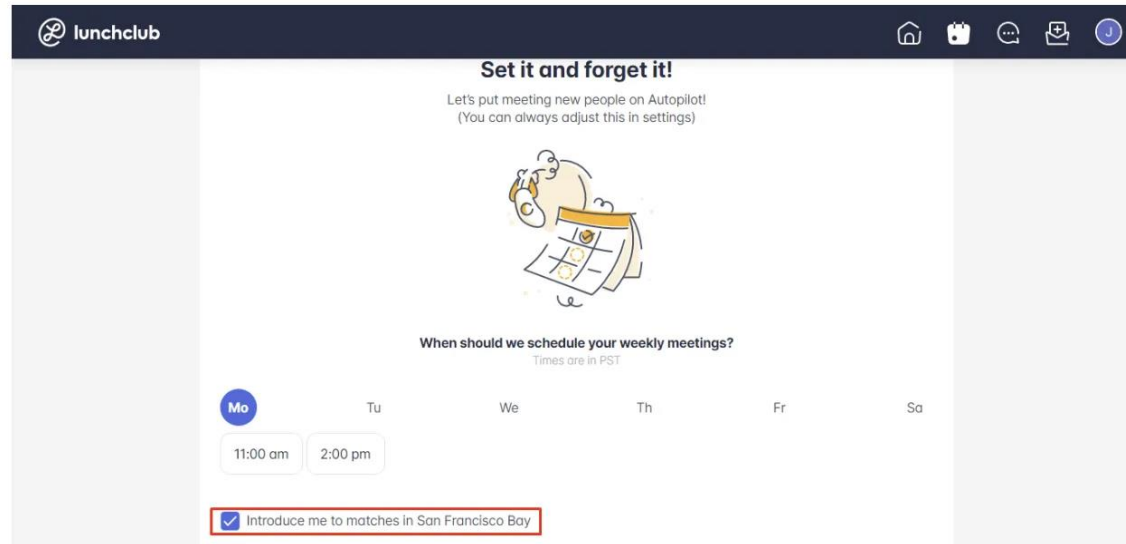 lunchclub
J
Set it and forget it!
Let's put meeting new people on Autopilot!
(You can always adjust this in settings)
When should we schedule your weekly meetings?
Times are in PST
Mo Tu We Th Fr Sa
11:00 am 2:00 pm
Introduce me to matches in San Francisco Bay